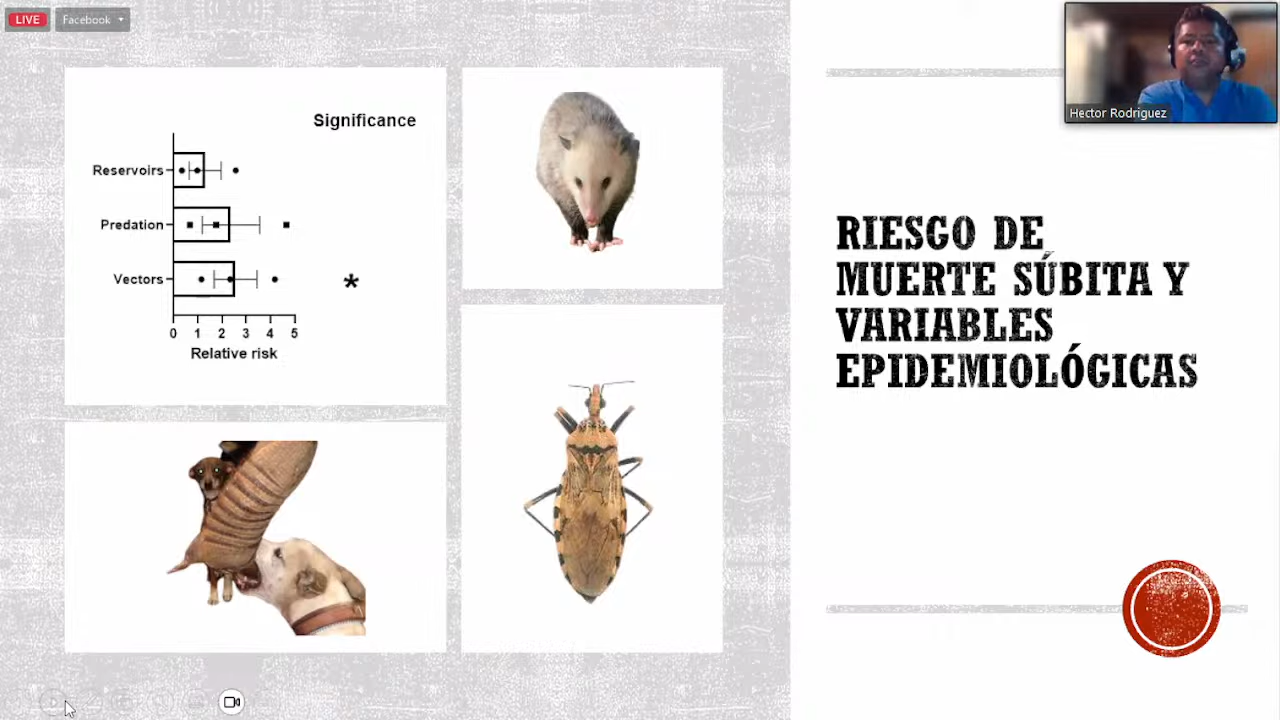 LIVE
Facebook
Significance
Reservoirs
Predation
Vectors
*
0 1 2 3 4 5
Relative risk
Hector Rodríguez
RIESGO DE
MUERTE SÚBITA Y
VARIABLES
EPIDEMIOLÓGICAS